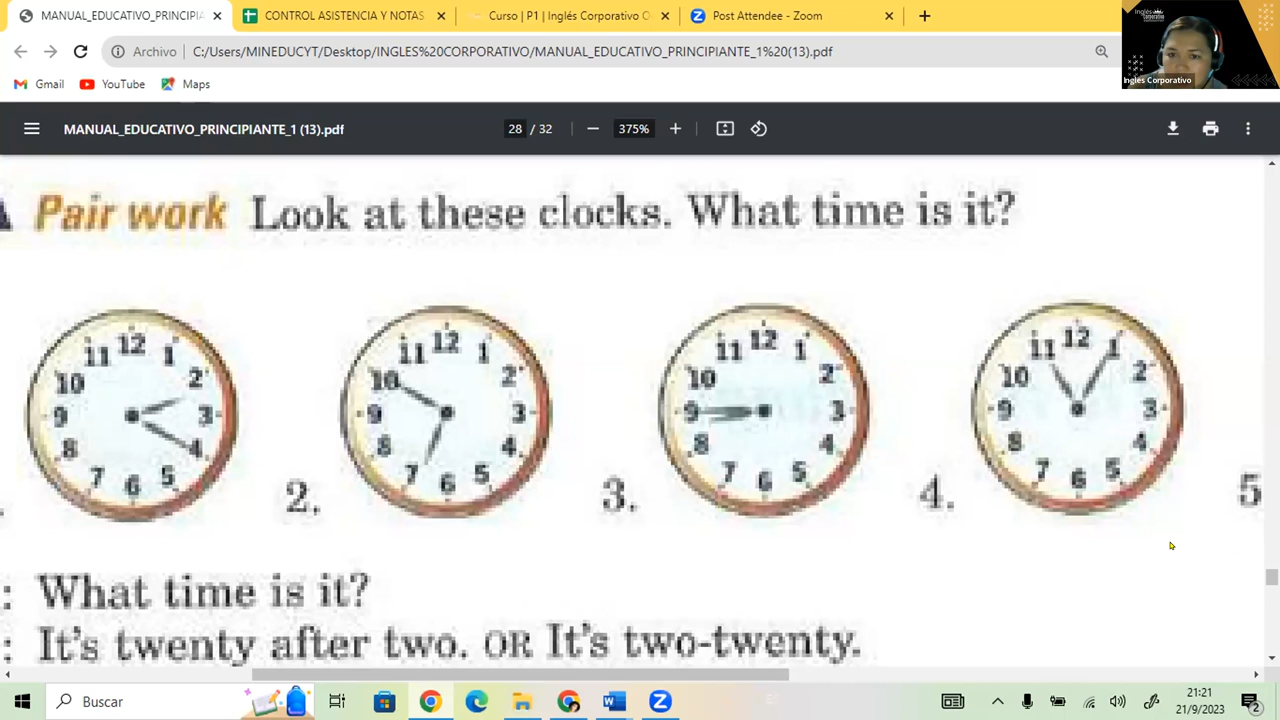 MANUAL_EDUCATIVO_PRINCIPIA
CONTROL ASISTENCIA Y NOTAS
Curso | P1 | Inglés Corporativo O
Post Attendee - Zoom
Archivo
C:/Users/MINEDUCYT/Desktop/INGLES%20CORPORATIVO/MANUAL_EDUCATIVO_PRINCIPIANTE_1%20(13).pdf
Gmail
YouTube
Maps
Inglés
Corporativo
Ingles Corporativo
MANUAL_EDUCATIVO_PRINCIPIANTE_1 (13).pdf
28 / 32
375%
A Pair work Look at these clocks. What time is it?
12 1 2 3 4 5 6 7 8 9 10 11
2.
12 1 2 3 4 5 6 7 8 9 10 11
3.
12 1 2 3 4 5 6 7 8 9 10 11
4.
12 1 2 3 4 5 6 7 8 9 10 11
5
: What time is it?
: It's twenty after two. OR It's two-twenty.
Buscar
21:21
21/9/2023
2